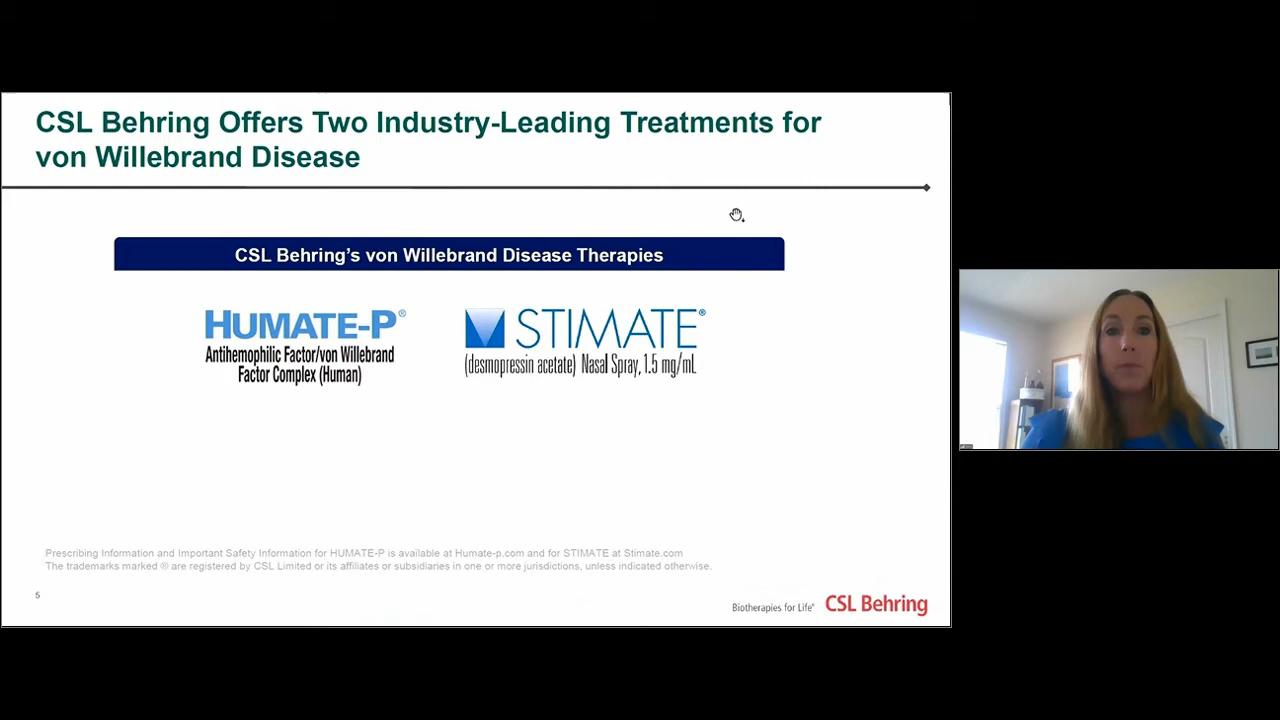 CSL Behring Offers Two Industry-Leading Treatments for
von Willebrand Disease
CSL Behring's von Willebrand Disease Therapies
HUMATE-P®
Antihemophilic Factor/von Willebrand
Factor Complex (Human)
STIMATE®
(desmopressin acetate) Nasal Spray, 1.5 mg/mL
Prescribing Information and Important Safety Information for HUMATE-P is available at Humate-p.com and for STIMATE at Stimate.com
The trademarks marked ® are registered by CSL Limited or its affiliates or subsidiaries in one or more jurisdictions, unless indicated otherwise.
5
Biotherapies for Life® CSL Behring